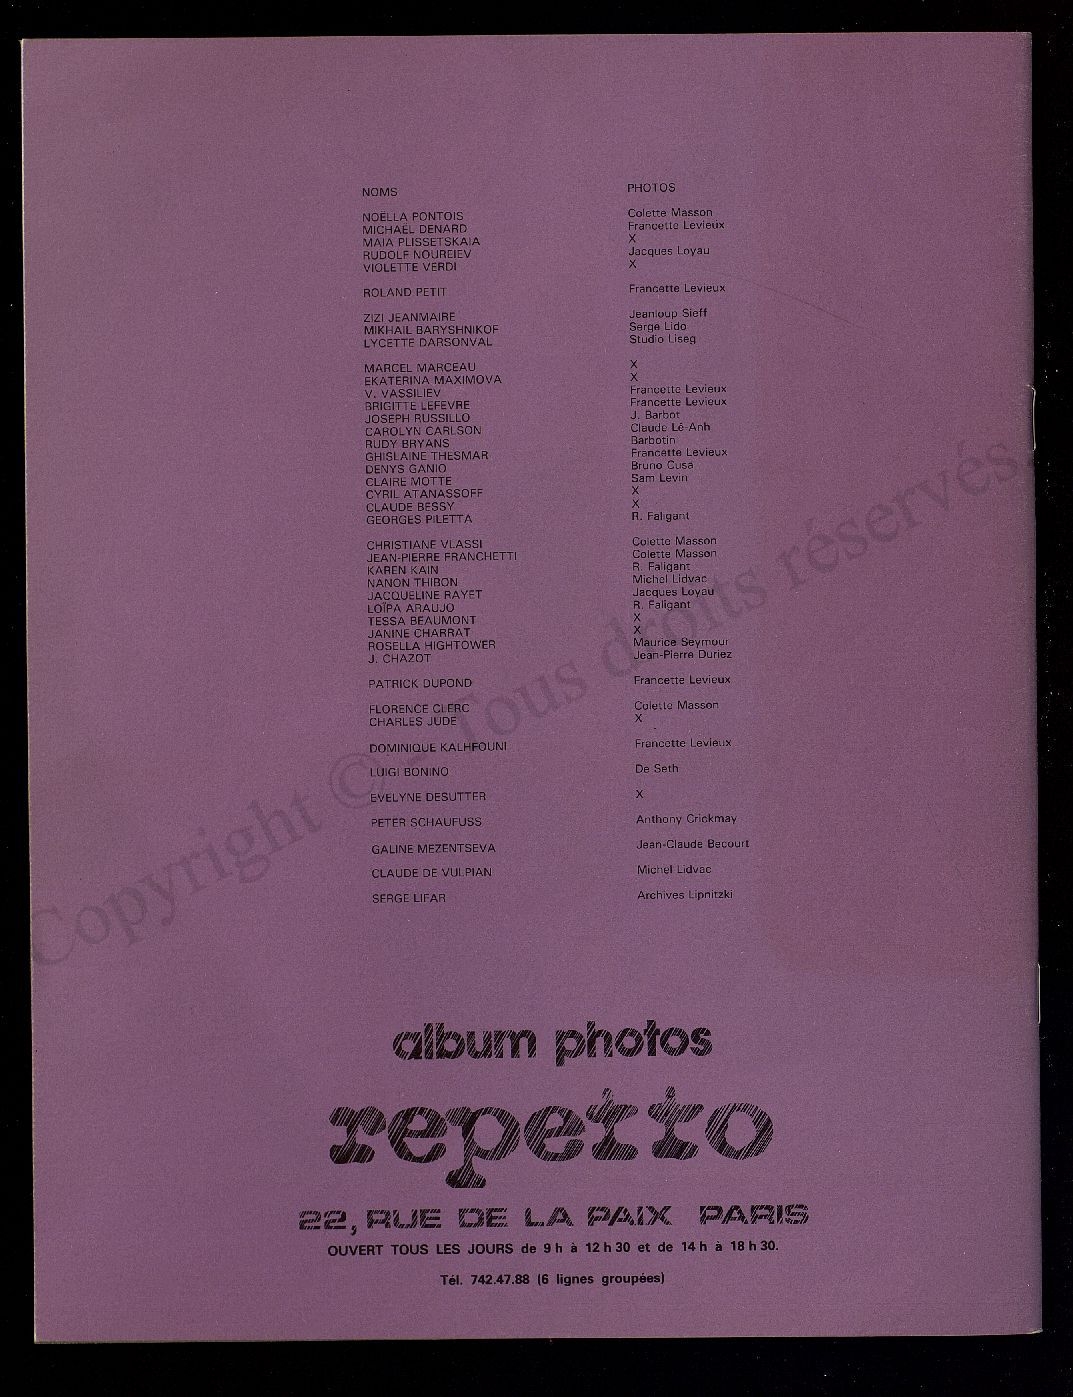 NOMS PHOTOS
NOËLLA PONTOIS Colette Masson
MICHAËL DENARD Francette Levieux
MAIA PLISSETSKAIA X
RUDOLF NOUREIEV Jacques Loyau
VIOLETTE VERDI X
ROLAND PETIT Francette Levieux
ZIZI JEANMAIRE Jeanloup Sieff
MIKHAIL BARYSHNIKOF Serge Lido
LYCETTE DARSONVAL Studio Liseg
MARCEL MARCEAU X
EKATERINA MAXIMOVA X
V. VASSILIEV Francette Levieux
BRIGITTE LEFEVRE Francette Levieux
JOSEPH RUSSILLO J. Barbot
CAROLYN CARLSON Claude Lê-Anh
RUDY BRYANS Barbotin
GHISLAINE THESMAR Francette Levieux
DENYS GANIO Bruno Cusa
CLAIRE MOTTE Sam Levin
CYRIL ATANASSOFF X
CLAUDE BESSY X
GEORGES PILETTA R. Faligant
CHRISTIANE VLASSI Colette Masson
JEAN-PIERRE FRANCHETTI Colette Masson
KAREN KAIN R. Faligant
NANON THIBON Michel Lidvac
JACQUELINE RAYET Jacques Loyau
LOÏPA ARAUJO R. Faligant
TESSA BEAUMONT X
JANINE CHARRAT X
ROSELLA HIGHTOWER Maurice Seymour
J. CHAZOT Jean-Pierre Duriez
PATRICK DUPOND Francette Levieux
FLORENCE CLERC Colette Masson
CHARLES JUDE X
DOMINIQUE KALHFOUNI Francette Levieux
LUIGI BONINO De Seth
EVELYNE DESUTTER X
PETER SCHAUFUSS Anthony Crickmay
GALINE MEZENTSEVA Jean-Claude Becourt
CLAUDE DE VULPIAN Michel Lidvac
SERGE LIFAR Archives Lipnitzki
Copyright © - Tous droits réservés.
album photos
repetto
22, RUE DE LA PAIX PARIS
OUVERT TOUS LES JOURS de 9 h à 12 h 30 et de 14 h à 18 h 30.
Tél. 742.47.88 (6 lignes groupées)